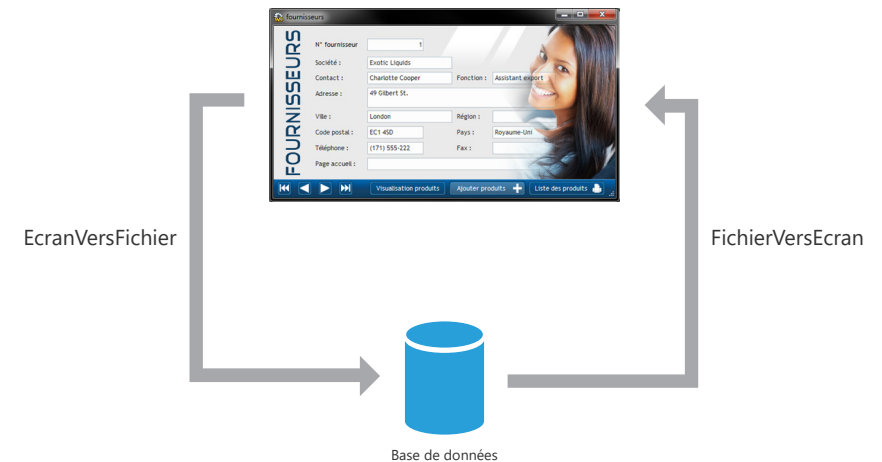 fournisseurs
FOURNISSEURS
N° fournisseur 1
Société : Exotic Liquids
Contact : Charlotte Cooper Fonction : Assistant export
Adresse : 49 Gilbert St.
Ville : London Région :
Code postal : EC1 4SD Pays : Royaume-Uni
Téléphone : (171) 555-222 Fax :
Page accueil :
Visualisation produits Ajouter produits Liste des produits
EcranVersFichier
FichierVersEcran
Base de données